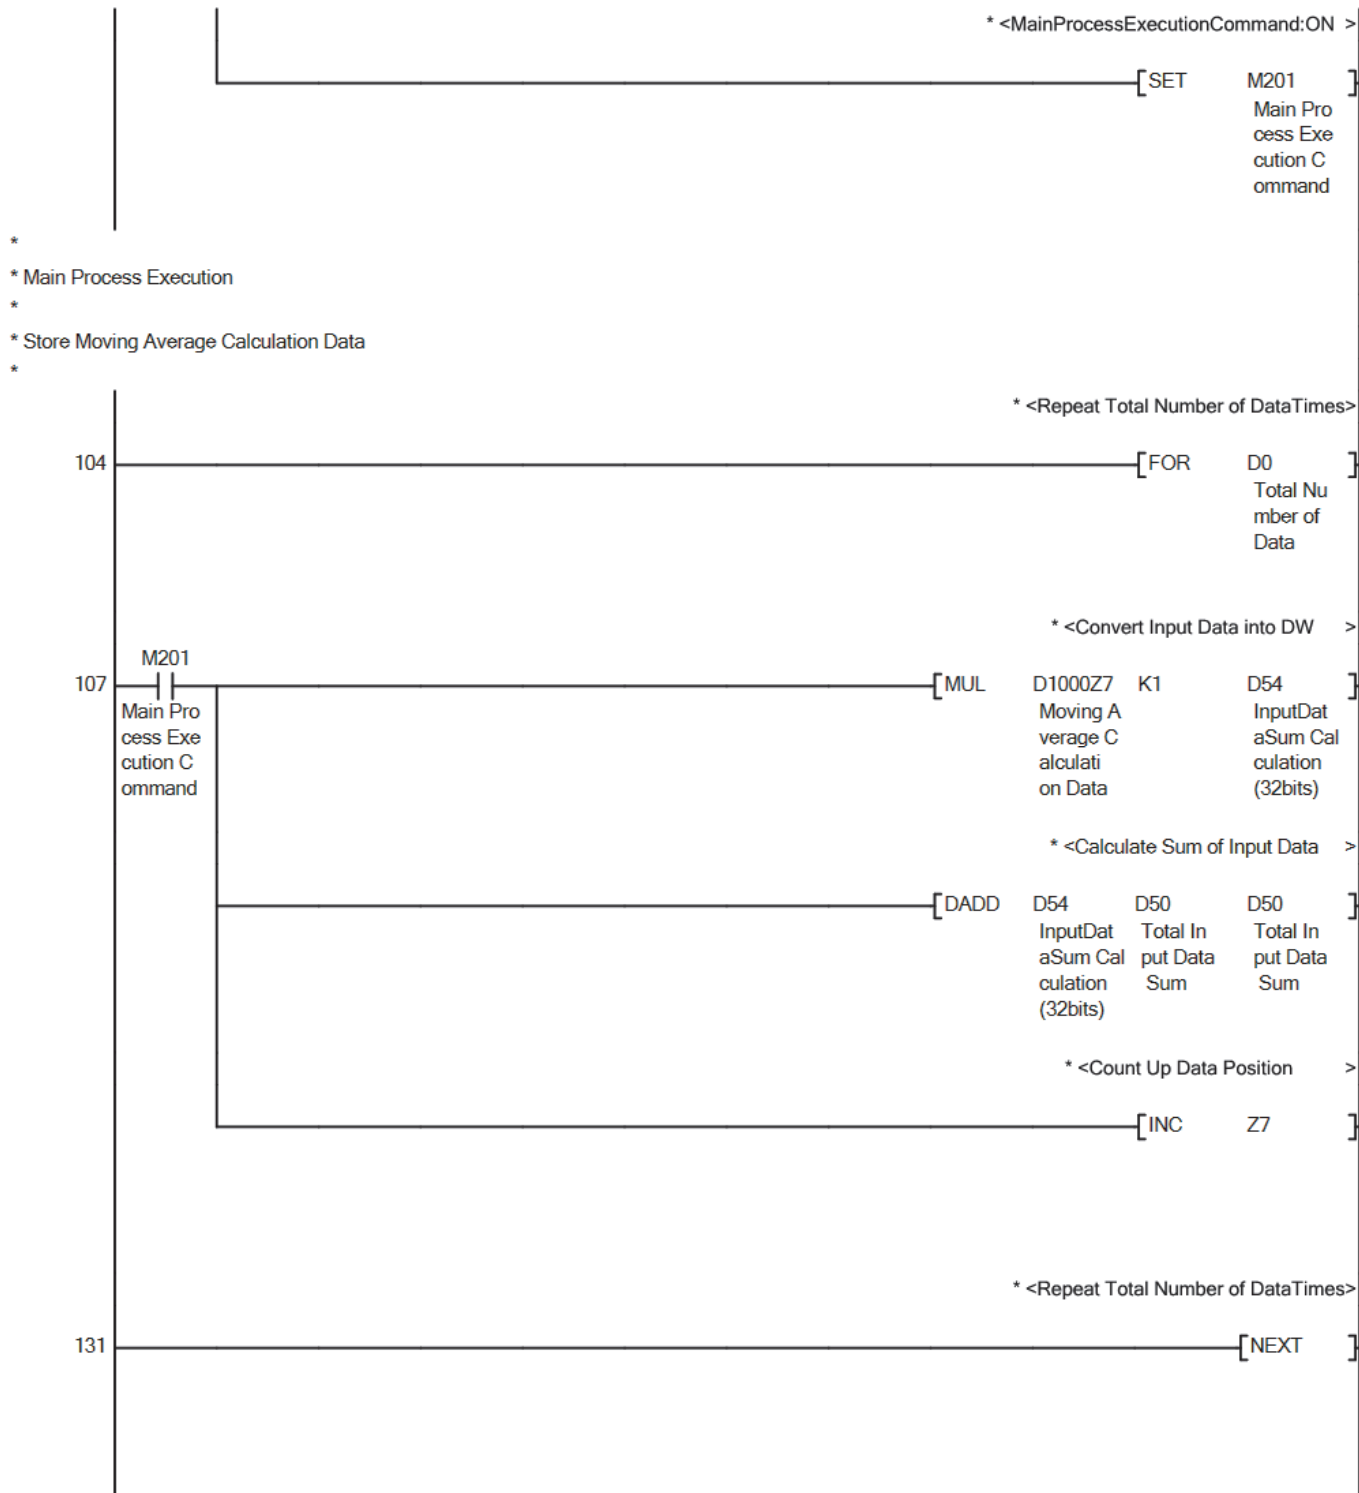 * <MainProcessExecutionCommand:ON >
SET M201
Main Pro
cess Exe
cution C
ommand
*
* Main Process Execution
*
* Store Moving Average Calculation Data
*
* <Repeat Total Number of DataTimes>
104 FOR D0
Total Nu
mber of
Data
* <Convert Input Data into DW >
M201
107 MUL D1000Z7 K1 D54
Main Pro Moving A InputDat
cess Exe verage C aSum Cal
cution C alculati culation
ommand on Data (32bits)
* <Calculate Sum of Input Data >
DADD D54 D50 D50
InputDat Total In Total In
aSum Cal put Data put Data
culation Sum Sum
(32bits)
* <Count Up Data Position >
INC Z7
* <Repeat Total Number of DataTimes>
131 NEXT